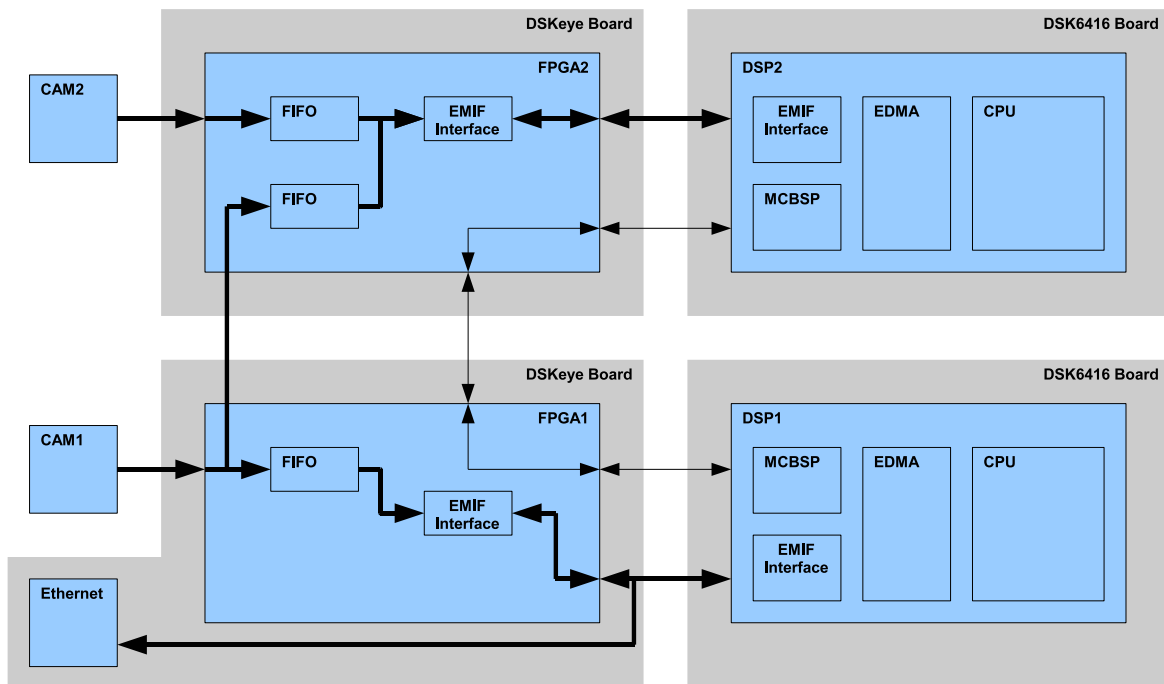 DSKeye Board
DSK6416 Board
FPGA2
DSP2
CAM2
FIFO
EMIF
Interface
EMIF
Interface
EDMA
CPU
FIFO
MCBSP
DSKeye Board
DSK6416 Board
FPGA1
DSP1
CAM1
FIFO
MCBSP
EDMA
CPU
EMIF
Interface
EMIF
Interface
Ethernet